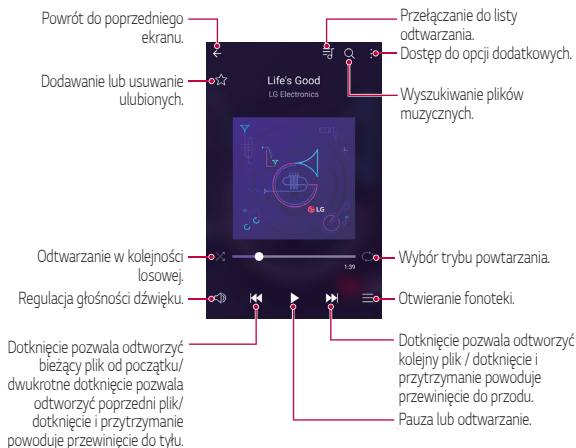 Powrót do poprzedniego
ekranu.
Przełączanie do listy
odtwarzania.
Dostęp do opcji dodatkowych.
Dodawanie lub usuwanie
ulubionych.
Life's Good
LG Electronics
Wyszukiwanie plików
muzycznych.
LG
Odtwarzanie w kolejności
losowej.
1:39
Wybór trybu powtarzania.
Regulacja głośności dźwięku.
Otwieranie fonoteki.
Dotknięcie pozwala odtworzyć
bieżący plik od początku/
dwukrotne dotknięcie pozwala
odtworzyć poprzedni plik/
dotknięcie i przytrzymanie
powoduje przewinięcie do tyłu.
Dotknięcie pozwala odtworzyć
kolejny plik / dotknięcie i
przytrzymanie powoduje
przewinięcie do przodu.
Pauza lub odtwarzanie.